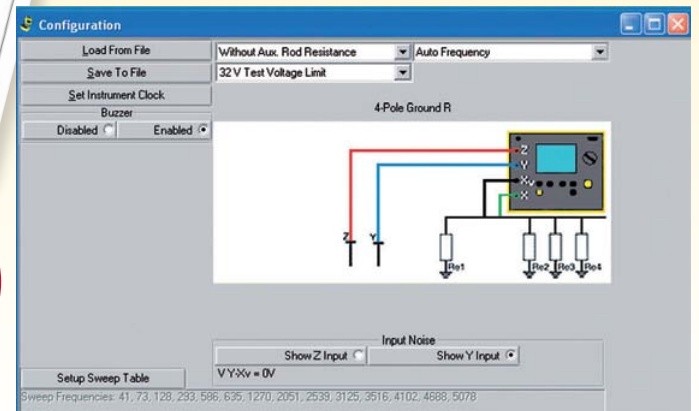 Configuration
Load From File
Without Aux. Rod Resistance
Auto Frequency
Save To File
32 V Test Voltage Limit
Set Instrument Clock
Buzzer
4-Pole Ground R
Disabled
Enabled
Z
Y
Xv
X
Z
Y
Re1
Re2
Re3
Re4
Input Noise
Show Z Input
Show Y Input
Setup Sweep Table
V Y-Xv = 0V
Sweep Frequencies: 41, 73, 128, 293, 586, 635, 1270, 2051, 2539, 3125, 3516, 4102, 4688, 5078